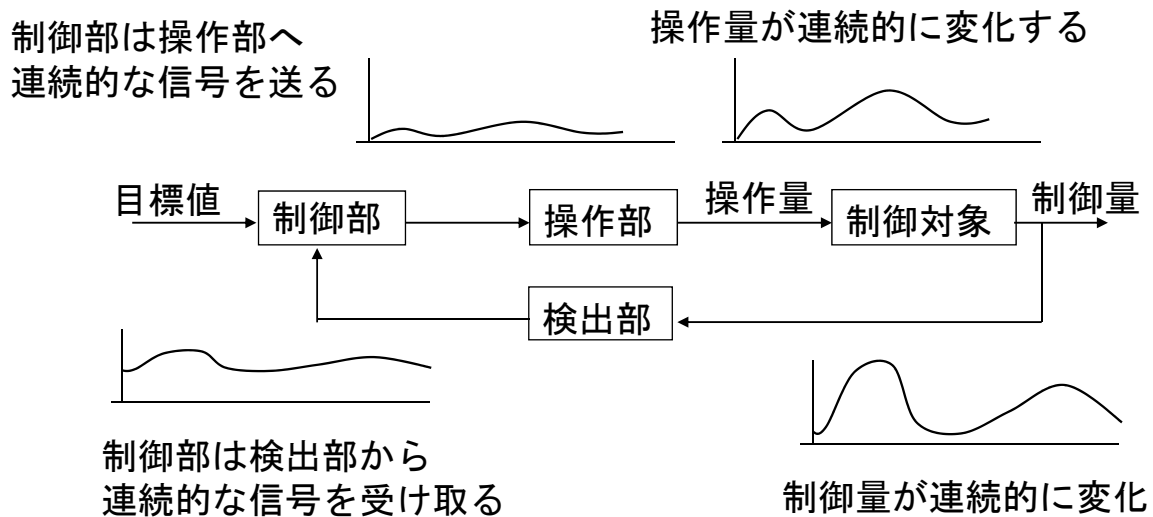 制御部は操作部へ
連続的な信号を送る
操作量が連続的に変化する
目標値
制御部
操作部
操作量
制御対象
制御量
検出部
制御部は検出部から
連続的な信号を受け取る
制御量が連続的に変化